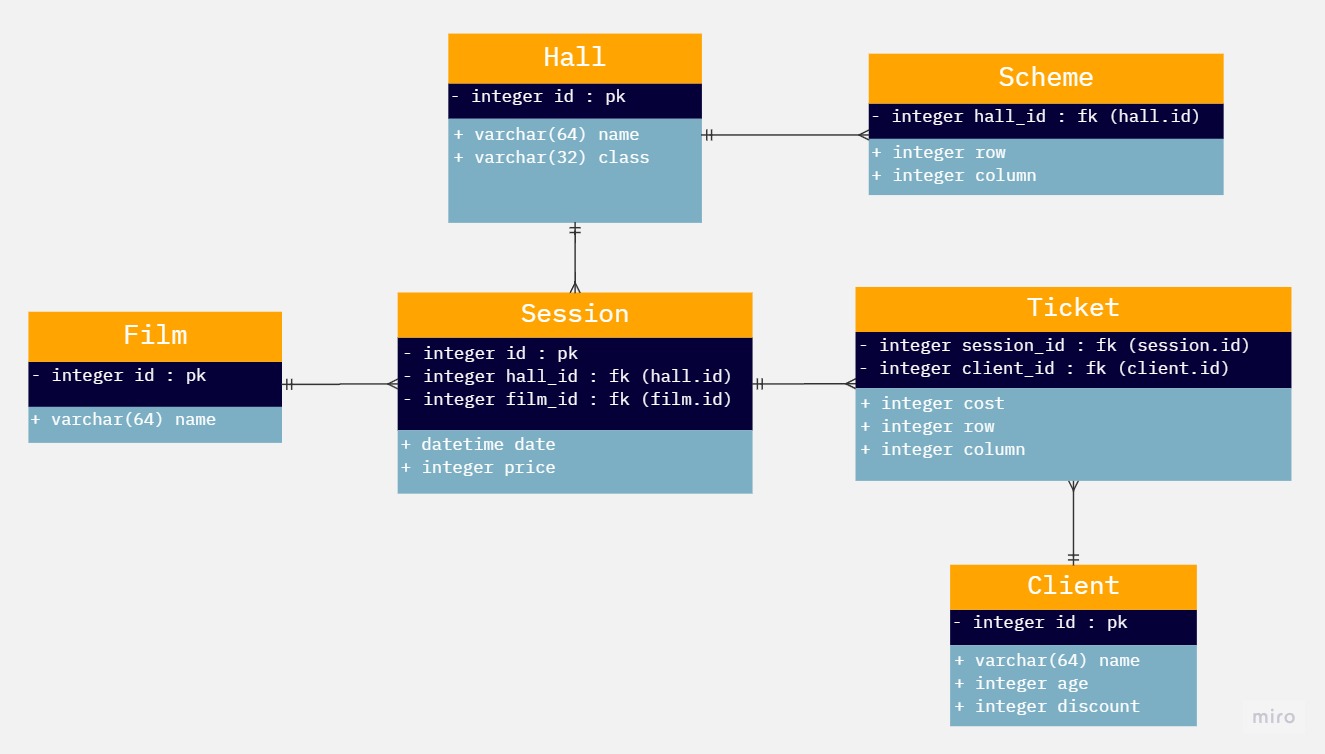 Hall
- integer id : pk
+ varchar(64) name
+ varchar(32) class
Scheme
- integer hall_id : fk (hall.id)
+ integer row
+ integer column
Film
- integer id : pk
+ varchar(64) name
Session
- integer id : pk
- integer hall_id : fk (hall.id)
- integer film_id : fk (film.id)
+ datetime date
+ integer price
Ticket
- integer session_id : fk (session.id)
- integer client_id : fk (client.id)
+ integer cost
+ integer row
+ integer column
Client
- integer id : pk
+ varchar(64) name
+ integer age
+ integer discount
miro